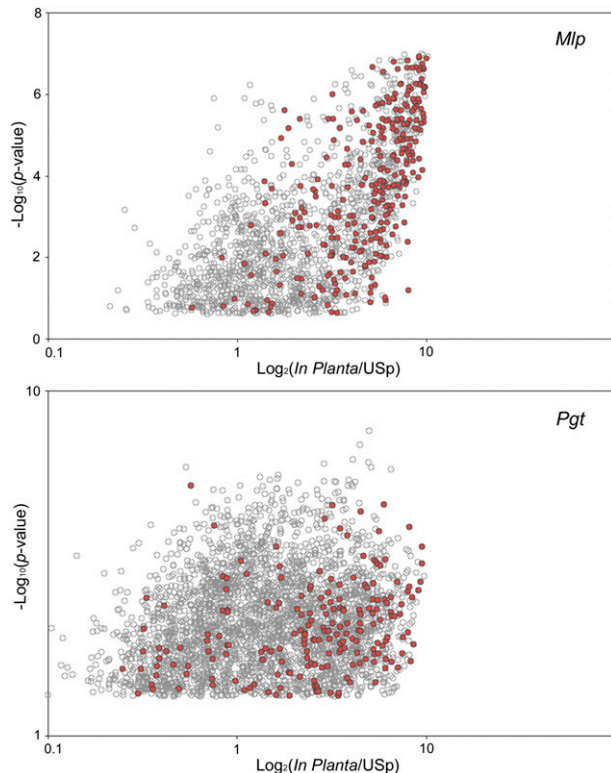 8
Mlp
6
-Log₁₀(p-value)
4
2
0
0.1
1
10
Log₂(In Planta/USp)
10
Pgt
-Log₁₀(p-value)
1
0.1
1
10
Log₂(In Planta/USp)